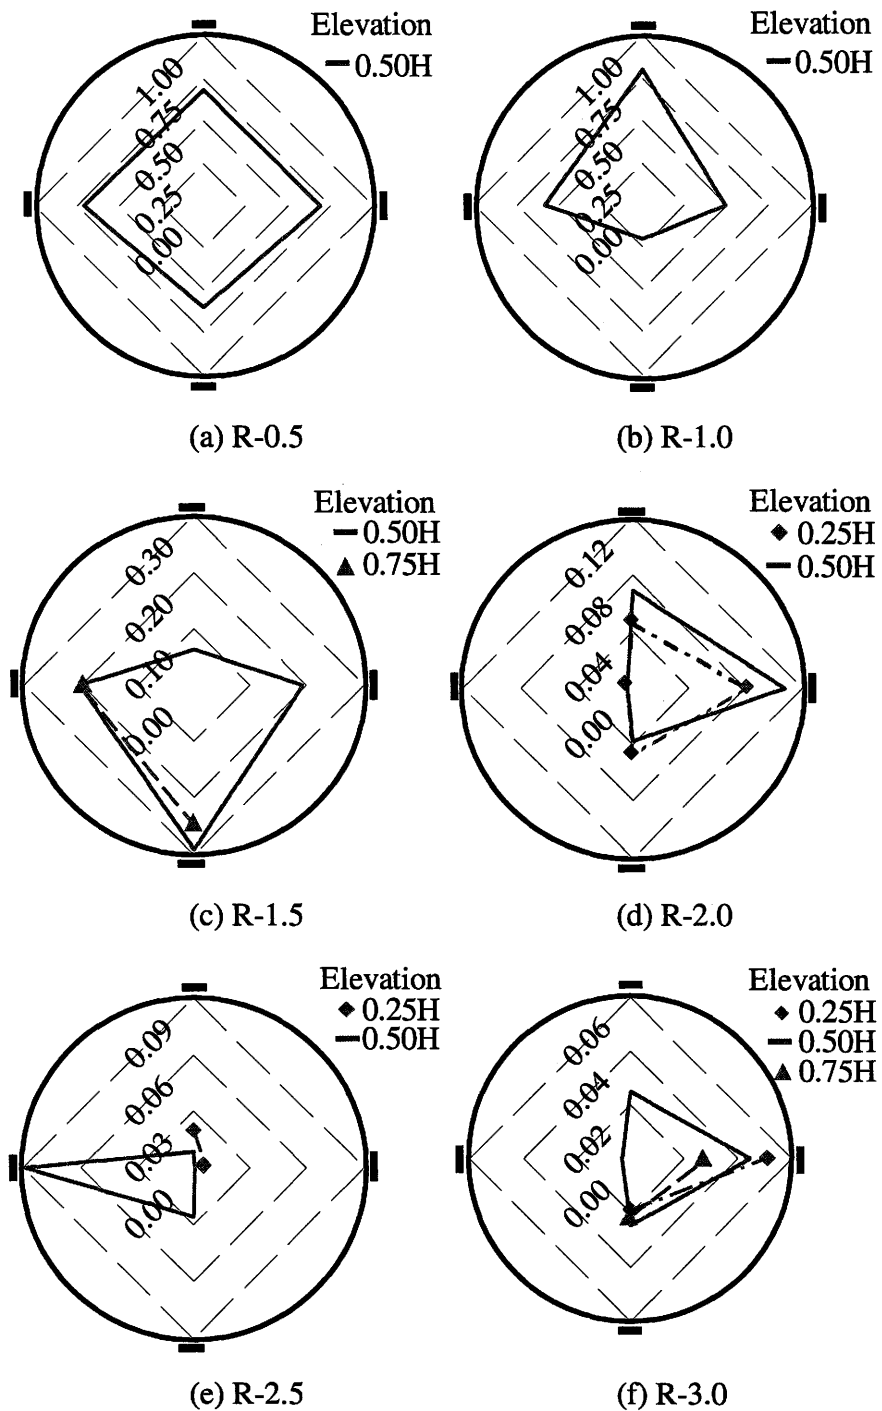 Elevation
0.50H
1.00
0.75
0.50
0.25
0.00
(a) R-0.5
Elevation
0.50H
1.00
0.75
0.50
0.25
0.00
(b) R-1.0
Elevation
0.50H
0.75H
0.30
0.20
0.10
0.00
(c) R-1.5
Elevation
0.25H
0.50H
0.12
0.08
0.04
0.00
(d) R-2.0
Elevation
0.25H
0.50H
0.09
0.06
0.03
0.00
(e) R-2.5
Elevation
0.25H
0.50H
0.75H
0.06
0.04
0.02
0.00
(f) R-3.0